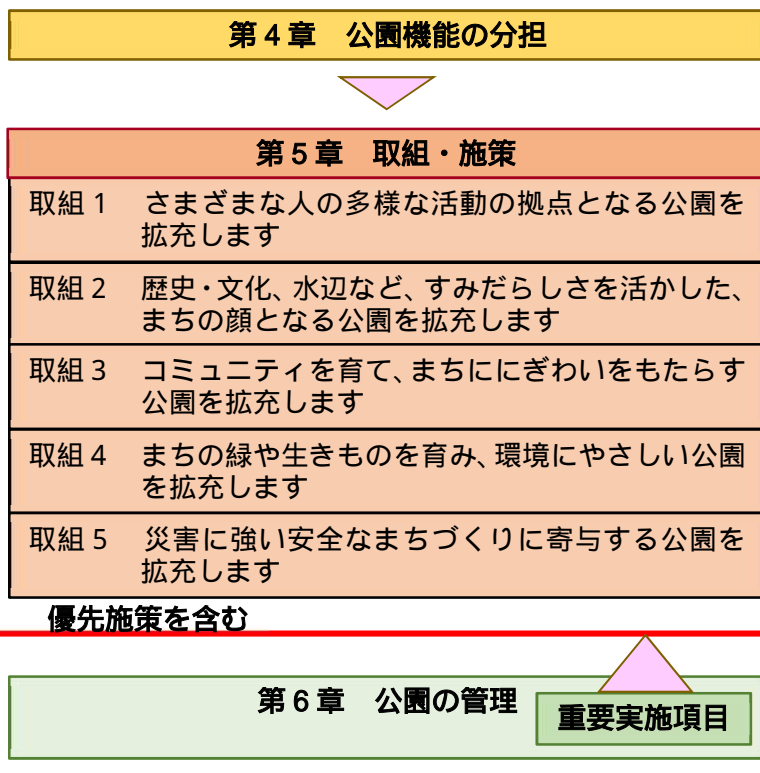 第4章 公園機能の分担
第5章 取組・施策
取組1 さまざまな人の多様な活動の拠点となる公園を
拡充します
取組2 歴史・文化、水辺など、すみだらしさを活かした、
まちの顔となる公園を拡充します
取組3 コミュニティを育て、まちににぎわいをもたらす
公園を拡充します
取組4 まちの緑や生きものを育み、環境にやさしい公園
を拡充します
取組5 災害に強い安全なまちづくりに寄与する公園を
拡充します
優先施策を含む
第6章 公園の管理
重要実施項目